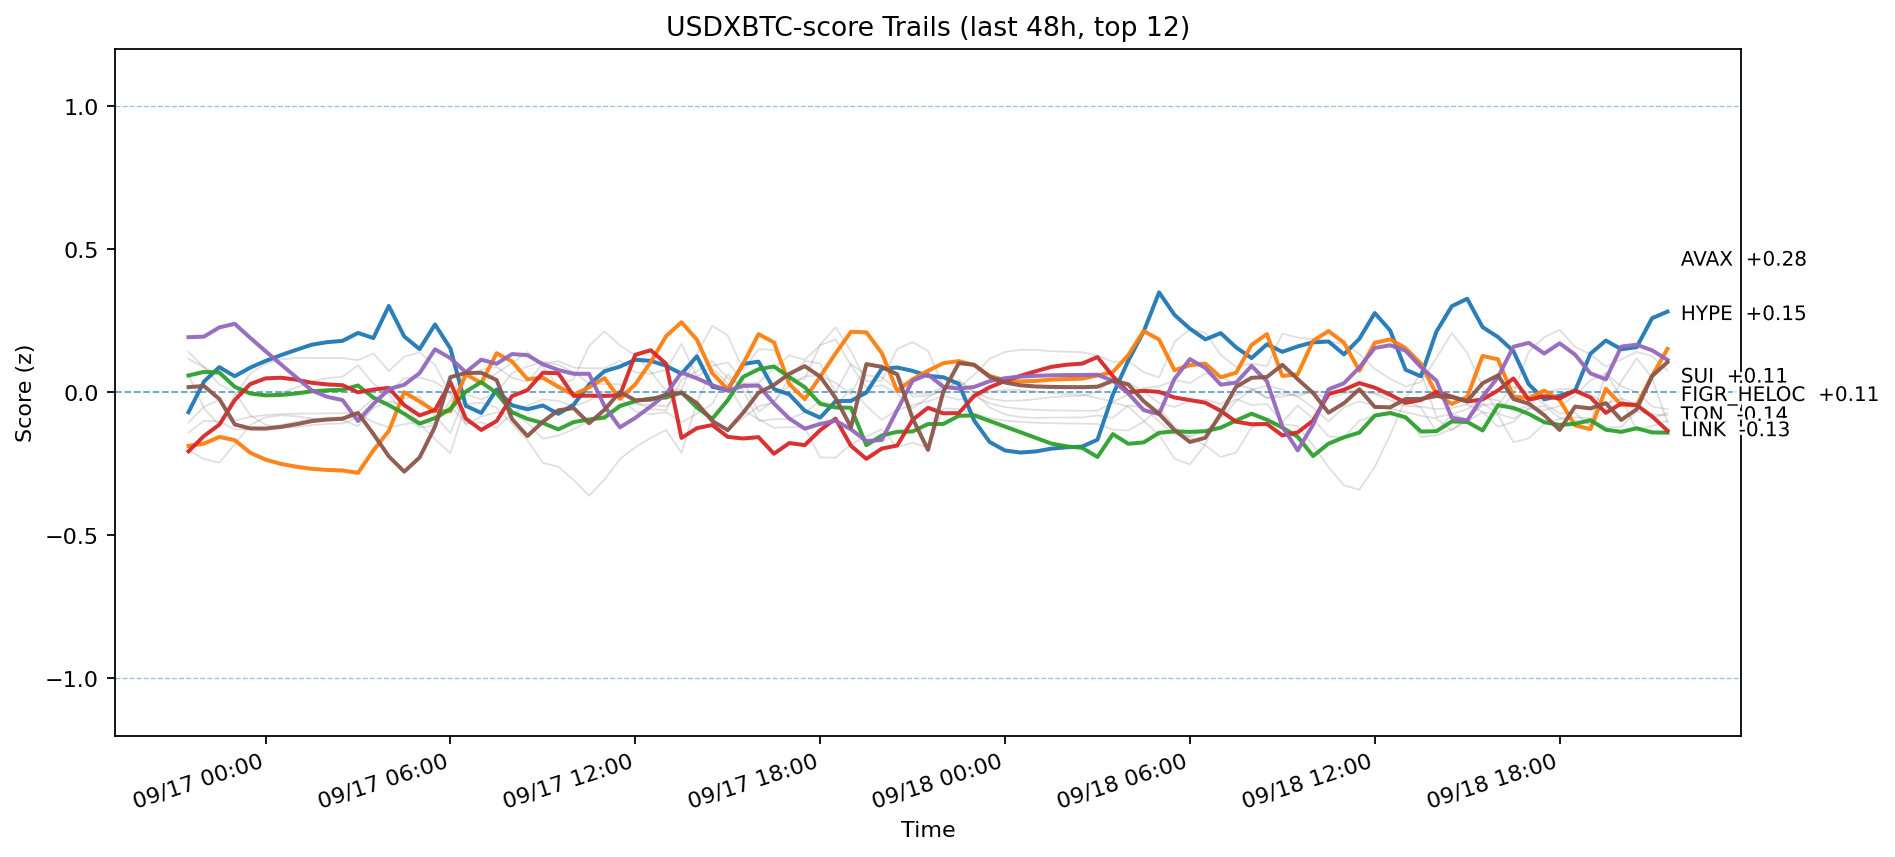 USDXBTC-score Trails (last 48h, top 12)
Score (z)
1.0
0.5
0.0
−0.5
−1.0
AVAX +0.28
HYPE +0.15
SUI +0.11
FIGR_HELOC +0.11
TON -0.14
LINK -0.13
09/17 00:00
09/17 06:00
09/17 12:00
09/17 18:00
09/18 00:00
09/18 06:00
09/18 12:00
09/18 18:00
Time